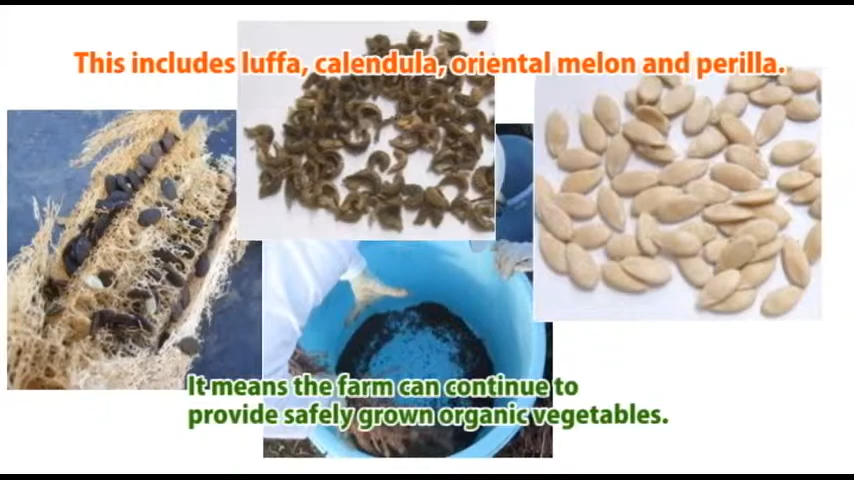 This includes luffa, calendula, oriental melon and perilla.
It means the farm can continue to
provide safely grown organic vegetables.